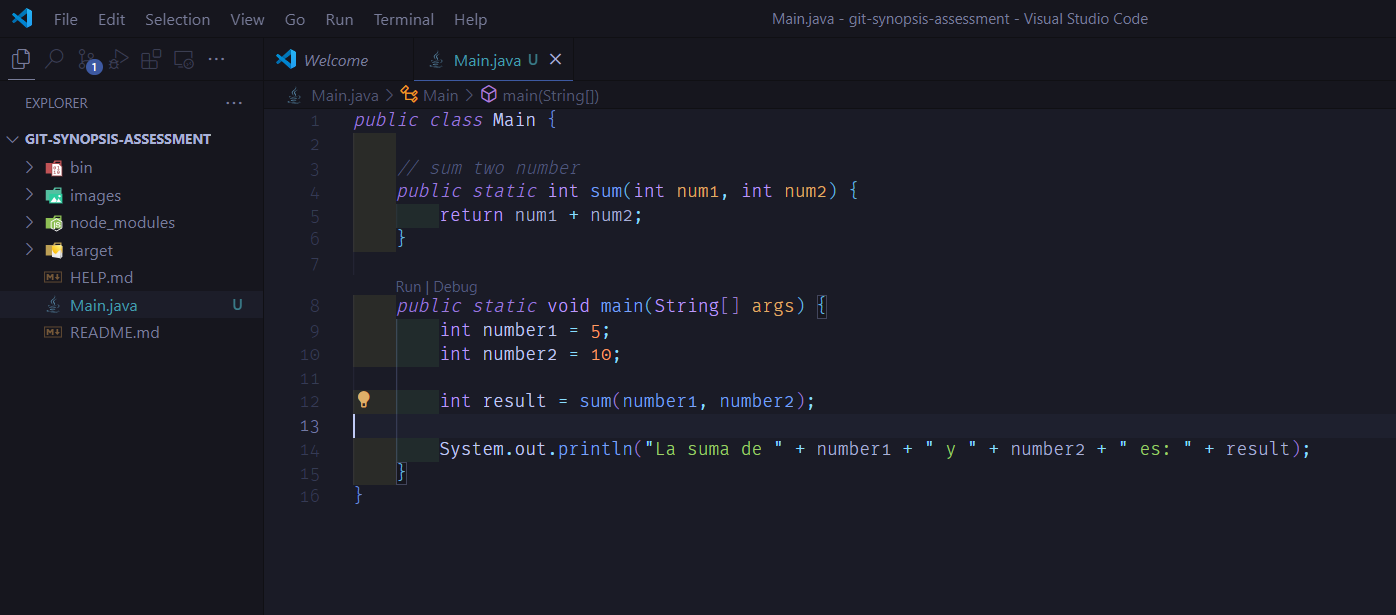 File Edit Selection View Go Run Terminal Help
Main.java - git-synopsis-assessment - Visual Studio Code
1
Welcome
Main.java U
EXPLORER
Main.java > Main > main(String[])
GIT-SYNOPSIS-ASSESSMENT
bin
images
node_modules
target
HELP.md
Main.java U
README.md
1 public class Main {
2
3 // sum two number
4 public static int sum(int num1, int num2) {
5 return num1 + num2;
6 }
7
Run | Debug
8 public static void main(String[] args) {
9 int number1 = 5;
10 int number2 = 10;
11
12 int result = sum(number1, number2);
13
14 System.out.println("La suma de " + number1 + " y " + number2 + " es: " + result);
15 }
16 }